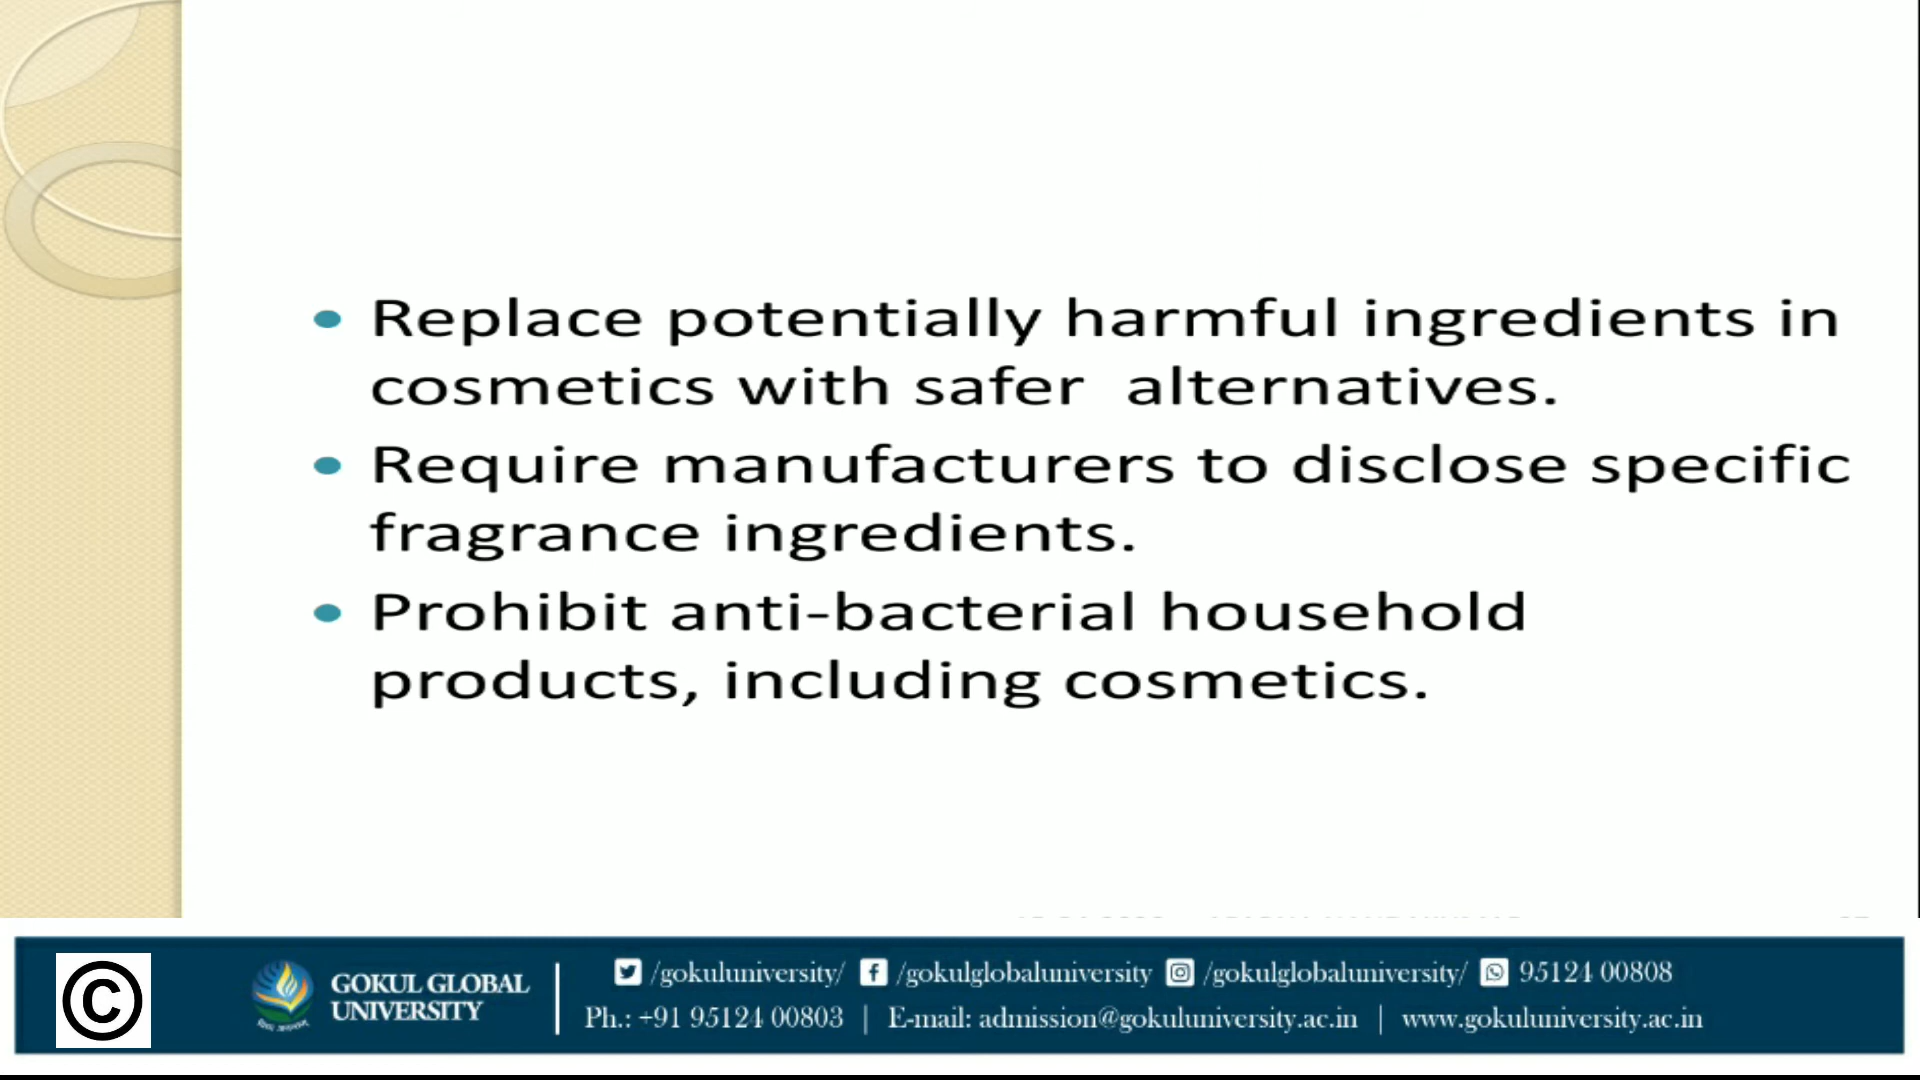 • Replace potentially harmful ingredients in
cosmetics with safer  alternatives.
• Require manufacturers to disclose specific
fragrance ingredients.
• Prohibit anti-bacterial household
products, including cosmetics.
©
GOKUL GLOBAL
UNIVERSITY
/gokuluniversity/ /gokulglobaluniversity /gokulglobaluniversity/ 95124 00808
Ph.: +91 95124 00803 | E-mail: admission@gokuluniversity.ac.in | www.gokuluniversity.ac.in